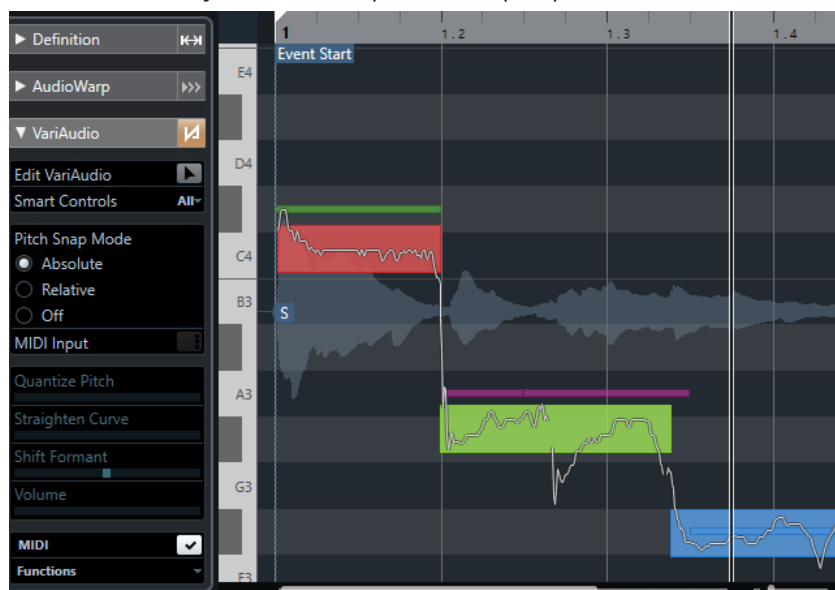 Definition
AudioWarp
VariAudio
Edit VariAudio
Smart Controls All
Pitch Snap Mode
Absolute
Relative
Off
MIDI Input
Quantize Pitch
Straighten Curve
Shift Formant
Volume
MIDI
Functions
1 1.2 1.3 1.4
Event Start
E4
D4
C4
B3
S
A3
G3
F3